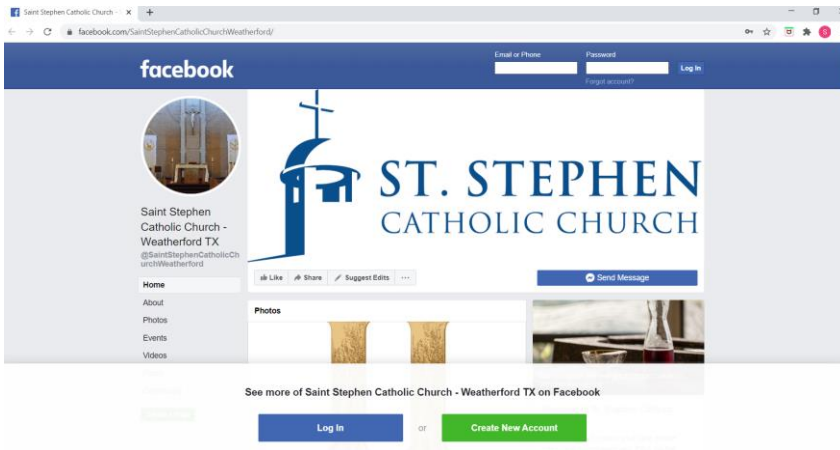 Saint Stephen Catholic Church -
facebook.com/SaintStephenCatholicChurchWeatherford/
S
facebook
Email or Phone
Password
Log In
Forgot account?
ST. STEPHEN
CATHOLIC CHURCH
Saint Stephen
Catholic Church -
Weatherford TX
@SaintStephenCatholicCh
urchWeatherford
Like
Share
Suggest Edits
...
Send Message
Home
About
Photos
Events
Videos
Photos
See more of Saint Stephen Catholic Church - Weatherford TX on Facebook
Log In
or
Create New Account